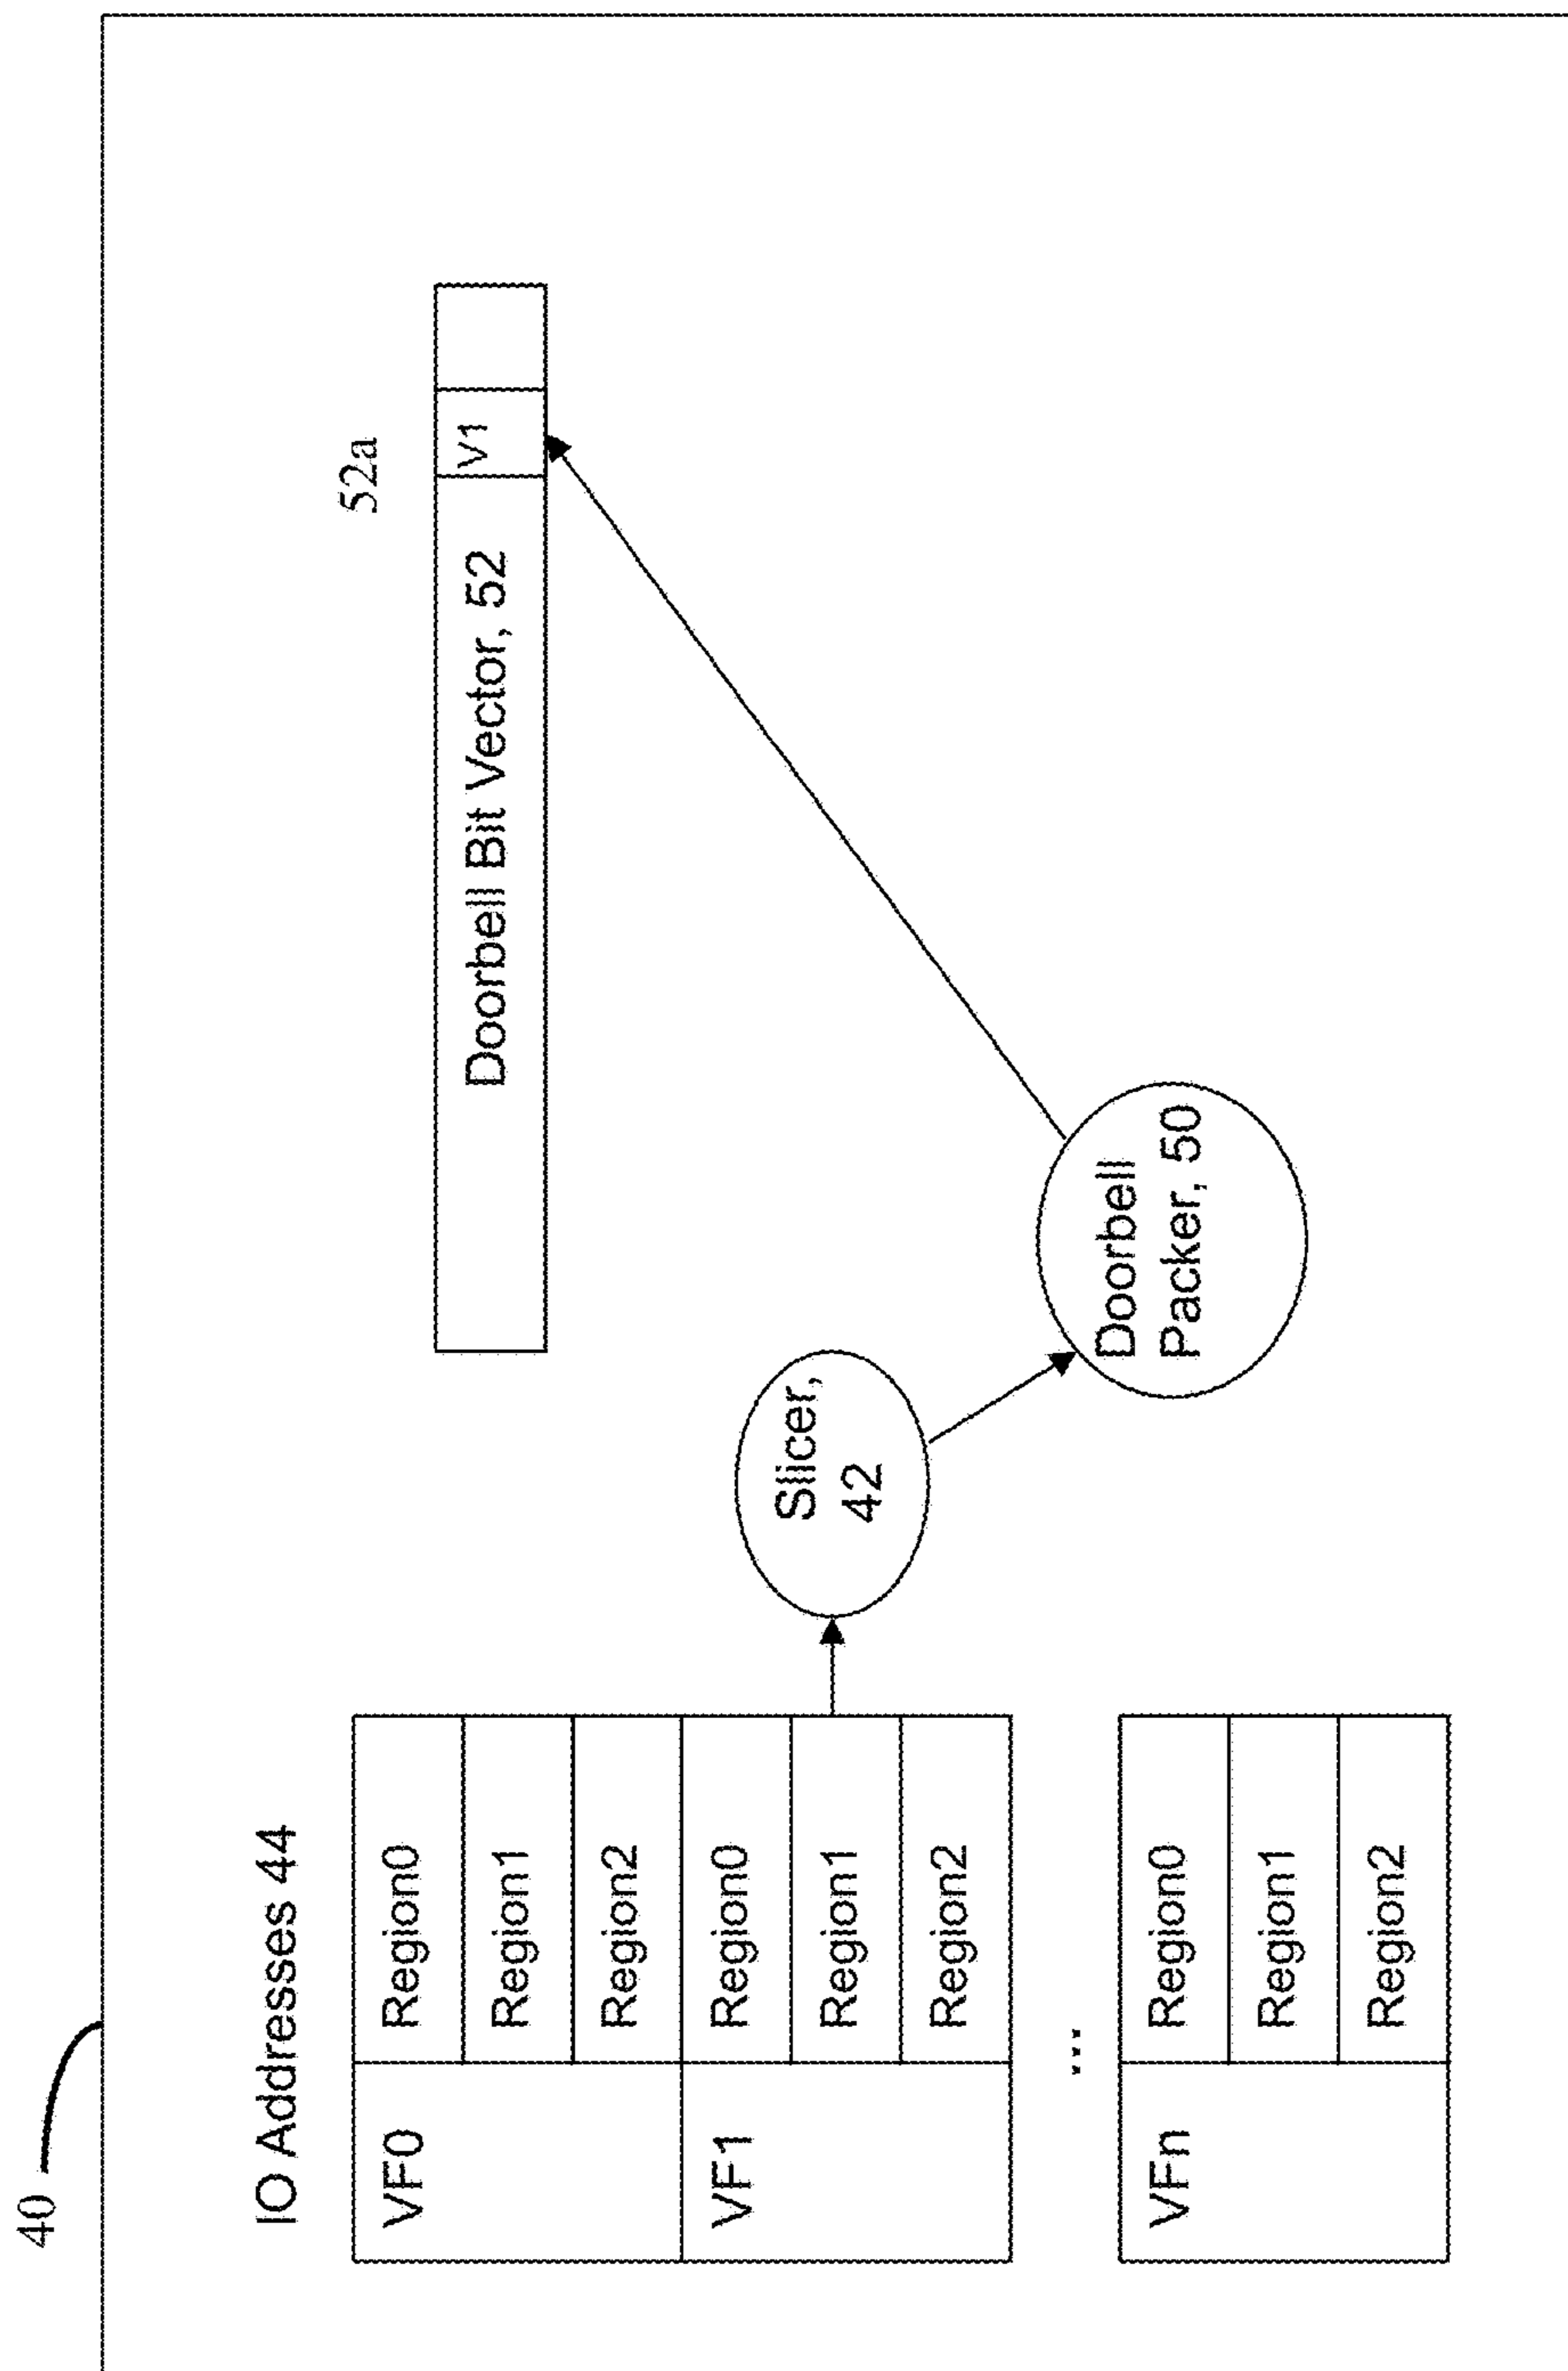 40
IO Addresses 44
VF0
Region0
Region1
Region2
VF1
Region0
Region1
Region2
...
VFn
Region0
Region1
Region2
Slicer,
42
Doorbell
Packer, 50
52a
Doorbell Bit Vector, 52
V1